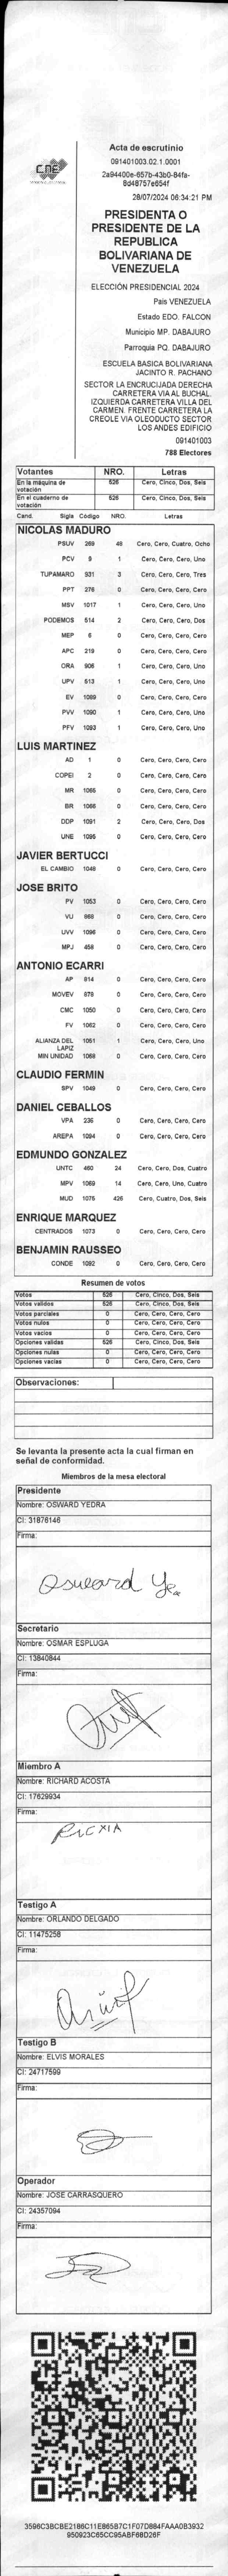 CNE
Acta de escrutinio
091401003.02.1.0001
2a94400e-657b-43b0-84fa-
8d48757e654f
28/07/2024 06:34:21 PM
PRESIDENTA O
PRESIDENTE DE LA
REPUBLICA
BOLIVARIANA DE
VENEZUELA
ELECCIÓN PRESIDENCIAL 2024
País VENEZUELA
Estado EDO. FALCON
Municipio MP. DABAJURO
Parroquia PQ. DABAJURO
ESCUELA BASICA BOLIVARIANA
JACINTO R. PACHANO
SECTOR LA ENCRUCIJADA DERECHA
CARRETERA VIA AL BUCHAL.
IZQUIERDA CARRETERA VILLA DEL
CARMEN. FRENTE CARRETERA LA
CREOLE VIA OLEODUCTO SECTOR
LOS ANDES EDIFICIO
091401003
788 Electores
Votantes NRO. Letras
En la máquina de votación 526 Cero, Cinco, Dos, Seis
En el cuaderno de votación 526 Cero, Cinco, Dos, Seis
Cand. Sigla Código NRO. Letras
NICOLAS MADURO
PSUV 269 48 Cero, Cero, Cuatro, Ocho
PCV 9 1 Cero, Cero, Cero, Uno
TUPAMARO 931 3 Cero, Cero, Cero, Tres
PPT 276 0 Cero, Cero, Cero, Cero
MSV 1017 1 Cero, Cero, Cero, Uno
PODEMOS 514 2 Cero, Cero, Cero, Dos
MEP 6 0 Cero, Cero, Cero, Cero
APC 219 0 Cero, Cero, Cero, Cero
ORA 906 1 Cero, Cero, Cero, Uno
UPV 513 1 Cero, Cero, Cero, Uno
EV 1089 0 Cero, Cero, Cero, Cero
PVV 1090 1 Cero, Cero, Cero, Uno
PFV 1093 1 Cero, Cero, Cero, Uno
LUIS MARTINEZ
AD 1 0 Cero, Cero, Cero, Cero
COPEI 2 0 Cero, Cero, Cero, Cero
MR 1065 0 Cero, Cero, Cero, Cero
BR 1066 0 Cero, Cero, Cero, Cero
DDP 1091 2 Cero, Cero, Cero, Dos
UNE 1095 0 Cero, Cero, Cero, Cero
JAVIER BERTUCCI
EL CAMBIO 1048 0 Cero, Cero, Cero, Cero
JOSE BRITO
PV 1053 0 Cero, Cero, Cero, Cero
VU 868 0 Cero, Cero, Cero, Cero
UVV 1096 0 Cero, Cero, Cero, Cero
MPJ 458 0 Cero, Cero, Cero, Cero
ANTONIO ECARRI
AP 814 0 Cero, Cero, Cero, Cero
MOVEV 878 0 Cero, Cero, Cero, Cero
CMC 1050 0 Cero, Cero, Cero, Cero
FV 1062 0 Cero, Cero, Cero, Cero
ALIANZA DEL LAPIZ 1051 1 Cero, Cero, Cero, Uno
MIN UNIDAD 1068 0 Cero, Cero, Cero, Cero
CLAUDIO FERMIN
SPV 1049 0 Cero, Cero, Cero, Cero
DANIEL CEBALLOS
VPA 236 0 Cero, Cero, Cero, Cero
AREPA 1094 0 Cero, Cero, Cero, Cero
EDMUNDO GONZALEZ
UNTC 460 24 Cero, Cero, Dos, Cuatro
MPV 1069 14 Cero, Cero, Uno, Cuatro
MUD 1075 426 Cero, Cuatro, Dos, Seis
ENRIQUE MARQUEZ
CENTRADOS 1073 0 Cero, Cero, Cero, Cero
BENJAMIN RAUSSEO
CONDE 1092 0 Cero, Cero, Cero, Cero
Resumen de votos
Votos 526 Cero, Cinco, Dos, Seis
Votos válidos 526 Cero, Cinco, Dos, Seis
Votos parciales 0 Cero, Cero, Cero, Cero
Votos nulos 0 Cero, Cero, Cero, Cero
Votos vacíos 0 Cero, Cero, Cero, Cero
Opciones validas 526 Cero, Cinco, Dos, Seis
Opciones nulas 0 Cero, Cero, Cero, Cero
Opciones vacías 0 Cero, Cero, Cero, Cero
Observaciones:
Se levanta la presente acta la cual firman en
señal de conformidad.
Miembros de la mesa electoral
Presidente
Nombre: OSWARD YEDRA
CI: 31876146
Firma:
Osward Ye
Secretario
Nombre: OSMAR ESPLUGA
CI: 13840844
Firma:
Miembro A
Nombre: RICHARD ACOSTA
CI: 17629934
Firma:
Testigo A
Nombre: ORLANDO DELGADO
CI: 11475258
Firma:
Testigo B
Nombre: ELVIS MORALES
CI: 24717599
Firma:
Operador
Nombre: JOSE CARRASQUERO
CI: 24357094
Firma:
3596C3BCBE2186C11E865B7C1F07D884FAAA0B3932
950923C65CC95ABF68D26F